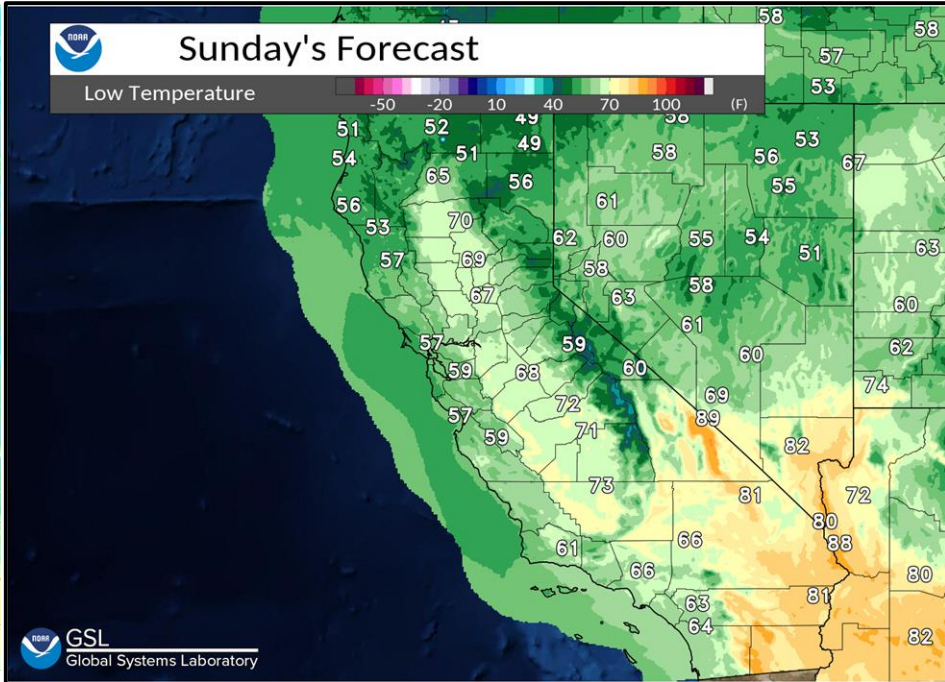 NOAA
Sunday's Forecast
Low Temperature
-50 -20 10 40 70 100 (F)
58
58
57
53
51 52 49 58 53
54 51 49 58 56 67
65 56 55
56 61
53 70 62 60 55 54 51 63
57 69 58
67 63 58 60
61
57 59 60 60 62
59 68 74
57 72 69
59 71 89
82
73 81 72
80
61 66 88
66 80
63 81
64 82
NOAA
GSL
Global Systems Laboratory